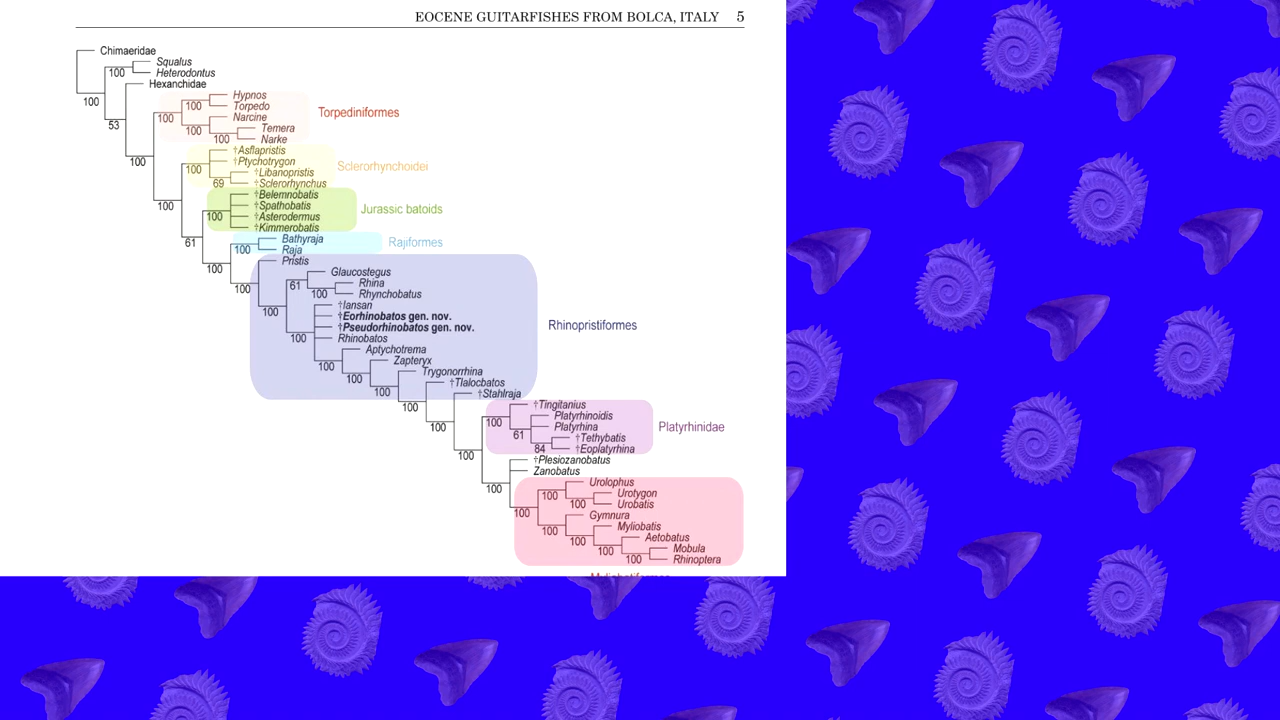 EOCENE GUITARFISHES FROM BOLCA, ITALY 5
Chimaeridae
Squalus
100
Heterodontus
Hexanchidae
100
Hypnos
100
Torpedo
Torpediniformes
100
Narcine
53
Temera
100
100
Narke
†Asflapristis
100
†Ptychotrygon
Sclerorhynchoidei
100
†Libanopristis
69
†Sclerorhynchus
†Belemnobatis
100
†Spathobatis
Jurassic batoids
100
†Asterodermus
†Kimmerobatis
61
Bathyraja
Rajiformes
100
Raja
Pristis
100
Glaucostegus
61
Rhina
100
100
Rhynchobatus
†Iansan
100
†Eorhinobatos gen. nov.
†Pseudorhinobatos gen. nov.
Rhinopristiformes
100
Rhinobatos
Aptychotrema
100
Zapteryx
100
Trygonorrhina
100
†Tlalocbatos
†Stahlraja
100
†Tingitanius
100
Platyrhinoidis
100
Platyrhina
Platyrhinidae
61
†Tethybatis
84
†Eoplatyrhina
100
†Plesiozanobatus
Zanobatus
100
Urolophus
100
Urotygon
100
Urobatis
100
Gymnura
100
Myliobatis
100
Aetobatus
100
Mobula
100
Rhinoptera